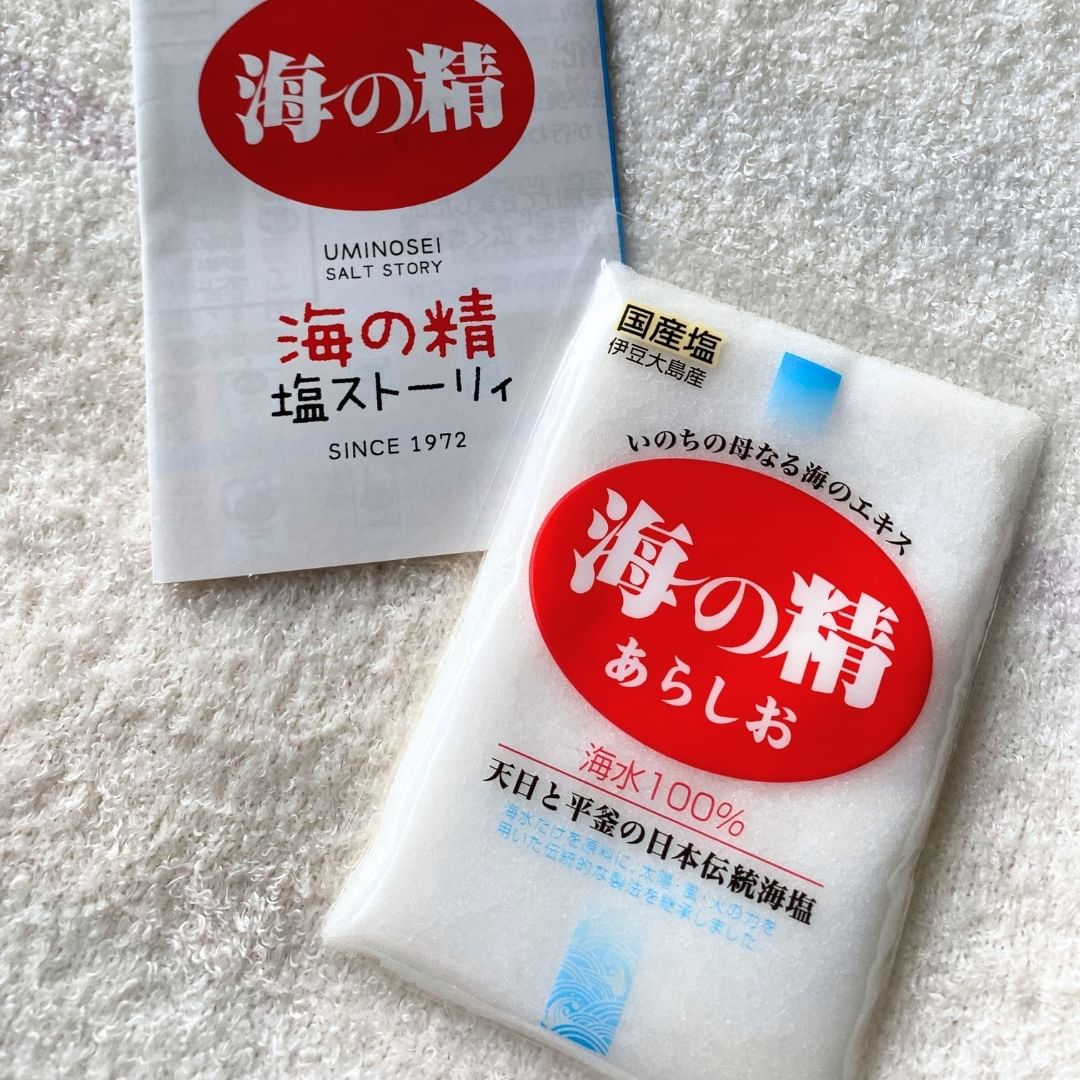 海の精
UMINOSEI
SALT STORY
海の精
塩ストーリィ
SINCE 1972
国産塩
伊豆大島産
いのちの母なる海のエキス
海の精
あらしお
海水100%
天日と平釜の日本伝統海塩
海水だけを原料に、太陽・風・火の力を
用いた伝統的な製法を継承しました